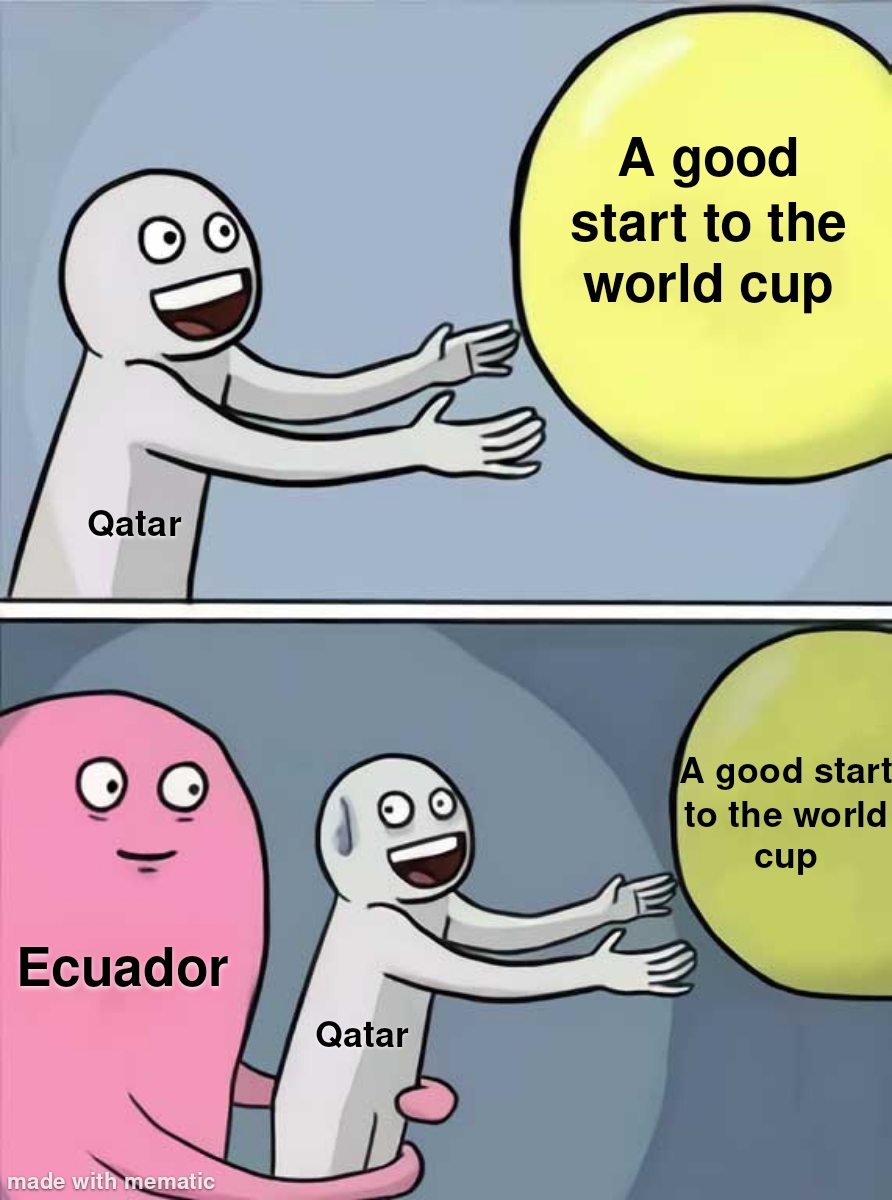 A good
start to the
world cup
Qatar
A good start
to the world
cup
Ecuador
Qatar
made with mematic